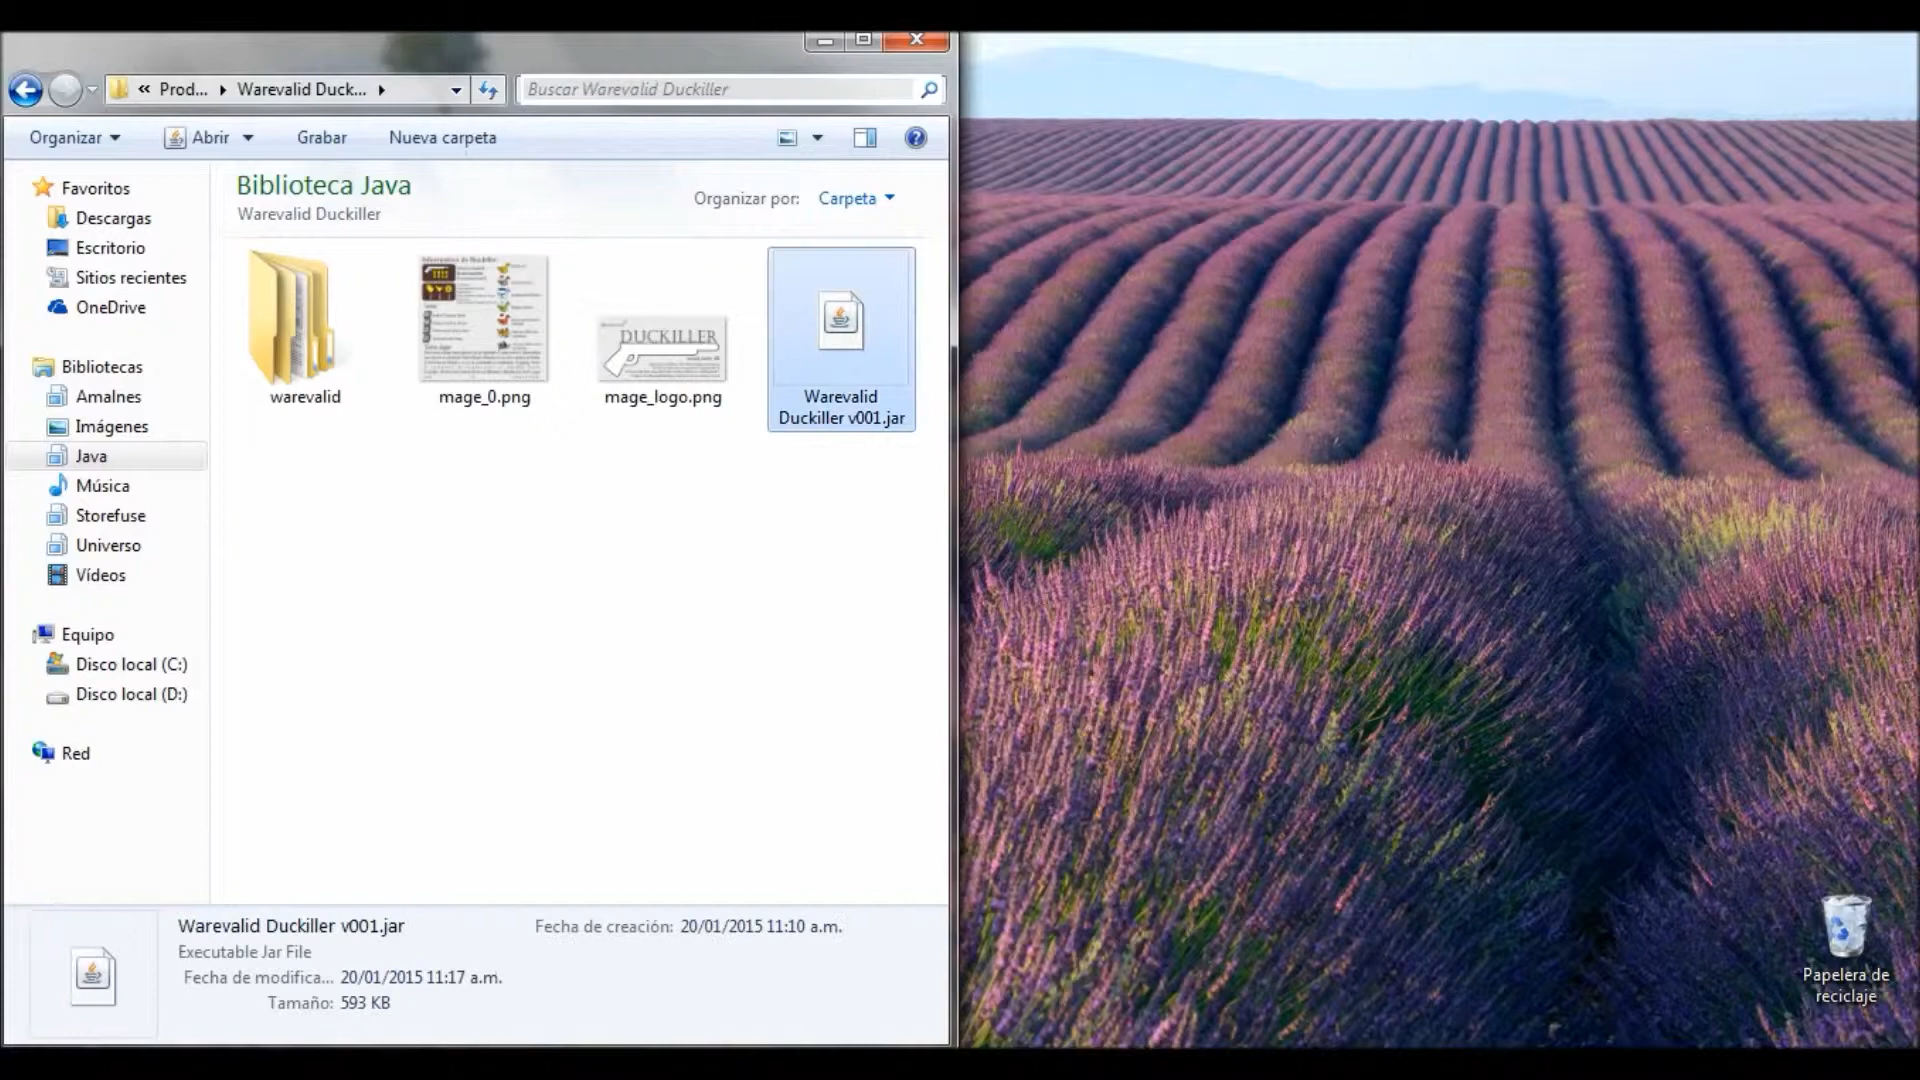 « Prod... ▸ Warevalid Duck... ▸
Buscar Warevalid Duckiller
Organizar
Abrir
Grabar
Nueva carpeta
Favoritos
Descargas
Escritorio
Sitios recientes
OneDrive
Bibliotecas
Amalnes
Imágenes
Java
Música
Storefuse
Universo
Vídeos
Equipo
Disco local (C:)
Disco local (D:)
Red
Biblioteca Java
Warevalid Duckiller
Organizar por: Carpeta
DUCKILLER
warevalid
mage_0.png
mage_logo.png
Warevalid
Duckiller v001.jar
Warevalid Duckiller v001.jar
Executable Jar File
Fecha de modifica... 20/01/2015 11:17 a.m.
Tamaño: 593 KB
Fecha de creación: 20/01/2015 11:10 a.m.
Papelera de
reciclaje